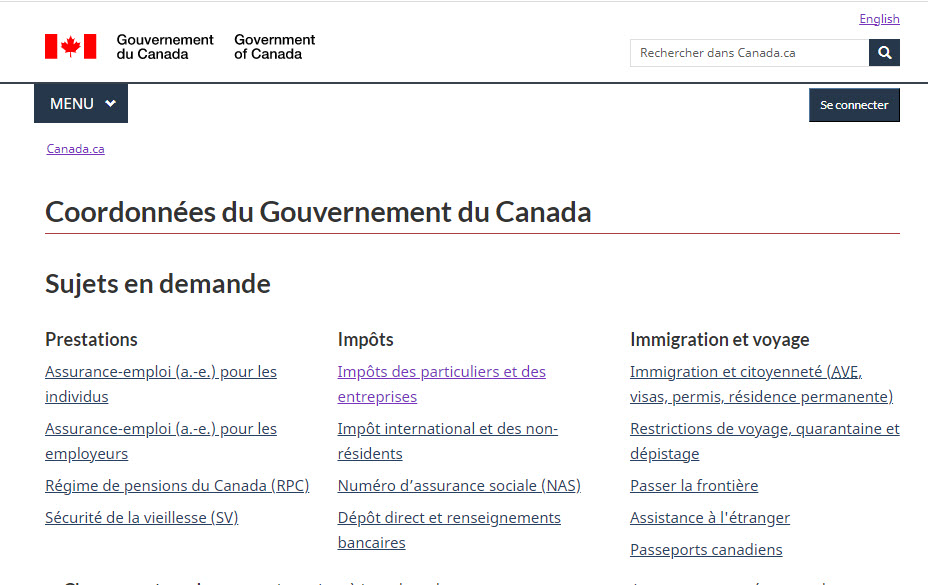 English
Gouvernement
du Canada
Government
of Canada
Rechercher dans Canada.ca
MENU
Se connecter
Canada.ca
Coordonnées du Gouvernement du Canada
Sujets en demande
Prestations
Assurance-emploi (a.-e.) pour les
individus
Assurance-emploi (a.-e.) pour les
employeurs
Régime de pensions du Canada (RPC)
Sécurité de la vieillesse (SV)
Impôts
Impôts des particuliers et des
entreprises
Impôt international et des non-
résidents
Numéro d’assurance sociale (NAS)
Dépôt direct et renseignements
bancaires
Immigration et voyage
Immigration et citoyenneté (AVE,
visas, permis, résidence permanente)
Restrictions de voyage, quarantaine et
dépistage
Passer la frontière
Assistance à l'étranger
Passeports canadiens